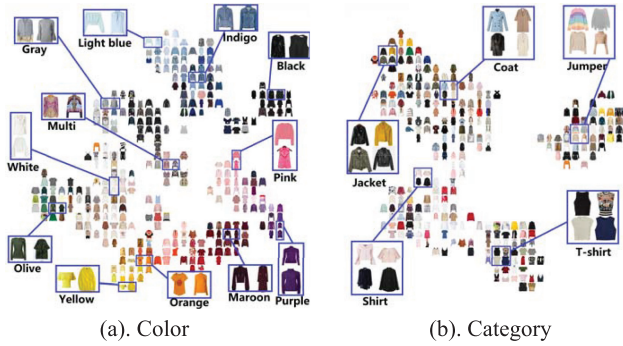 Gray
Light blue
Indigo
Black
Multi
White
Pink
Olive
Yellow
Orange
Maroon
Purple
(a). Color
Coat
Jumper
Jacket
Shirt
T-shirt
(b). Category